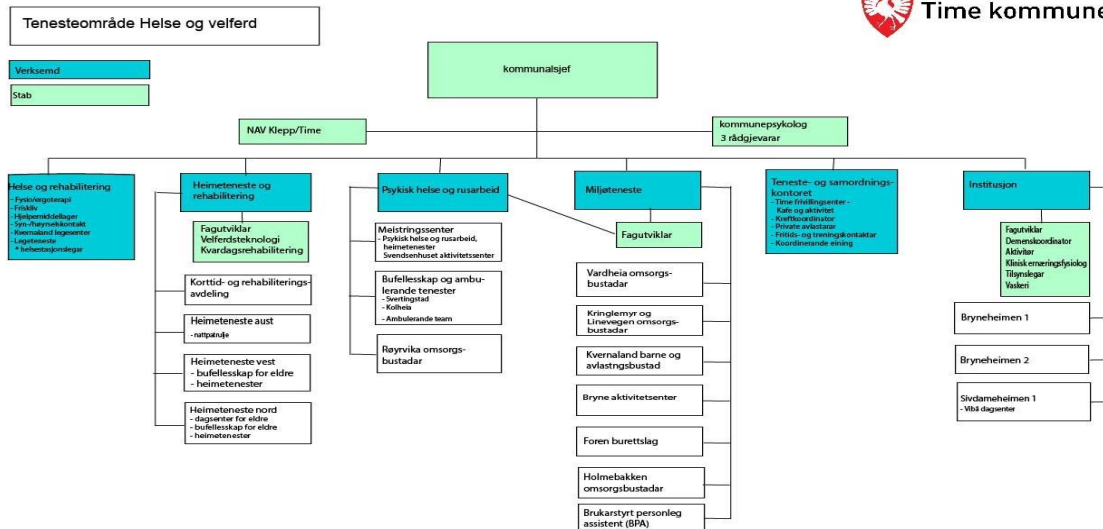 Tenesteområde Helse og velferd
Time kommune
Verksemd
Stab
kommunalsjef
NAV Klepp/Time
kommunepsykolog
3 rådgjevarar
Helse og rehabilitering
- Fysio/ergoterapi
- Friskliv
- Hjelpemiddellager
- Syn-/høyrselskontakt
- Kvernaland legesenter
- Legeteneste
* helsestasjonslegar
Heimeteneste og
rehabilitering
Fagutviklar
Velferdsteknologi
Kvardagsrehabilitering
Korttid- og rehabiliterings-
avdeling
Heimeteneste aust
- nattpatrulje
Heimeteneste vest
- bufellesskap for eldre
- heimetenester
Heimeteneste nord
- dagsenter for eldre
- bufellesskap for eldre
- heimetenester
Psykisk helse og rusarbeid
Meistringssenter
- Psykisk helse og rusarbeid,
heimetenester
Svendsenhuset aktivitetssenter
Bufellesskap og ambu-
lerande tenester
- Svertingstad
- Kolheia
- Ambulerande team
Røyrvika omsorgs-
bustadar
Miljøteneste
Fagutviklar
Vardheia omsorgs-
bustadar
Kringlemyr og
Linevegen omsorgs-
bustadar
Kvernaland barne og
avlastngsbustad
Bryne aktivitetsenter
Foren burettslag
Holmebakken
omsorgsbustadar
Brukarstyrt personleg
assistent (BPA)
Teneste- og samordnings-
kontoret
- Time frivillingsenter -
Kafe og aktivitet
- Kreftkoordinator
- Private avlastarar
- Fritids- og treningskontaktar
- Koordinerande eining
Institusjon
Fagutviklar
Demenskoordinator
Aktivitør
Klinisk ernæringsfysiolog
Tilsynslegar
Vaskeri
Bryneheimen 1
Bryneheimen 2
Sivdameheimen 1
- Vibå dagsenter